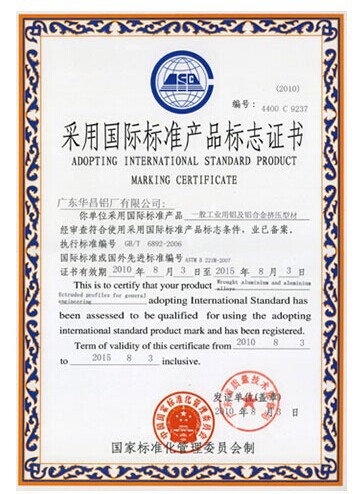 (2010)
编号: 4400 C 9237
采用国际标准产品标志证书
ADOPTING INTERNATIONAL STANDARD PRODUCT
MARKING CERTIFICATE
广东华昌铝厂有限公司:
你单位采用国际标准产品 一般工业用铝及铝合金挤压型材
经审查符合使用采用国际标准产品标志条件，业已备案。
执行标准编号 GB/T 6892-2006
国际标准或国外先进标准编号 ASTM B 221M-2007
证书有效期 2010 年 8 月 3 日至 2015 年 8 月 3 日
This is to certify that your product Wrought aluminium and aluminium alloys
Extruded profiles for general engineering adopting International Standard has
been assessed to be qualified for using the adopting
international standard product mark and has been registered.
Term of validity of this certificate from 2010 8 3
to 2015 8 3 inclusive.
发证单位(盖章)
2010 年 8 月 3 日
国家标准化管理委员会制